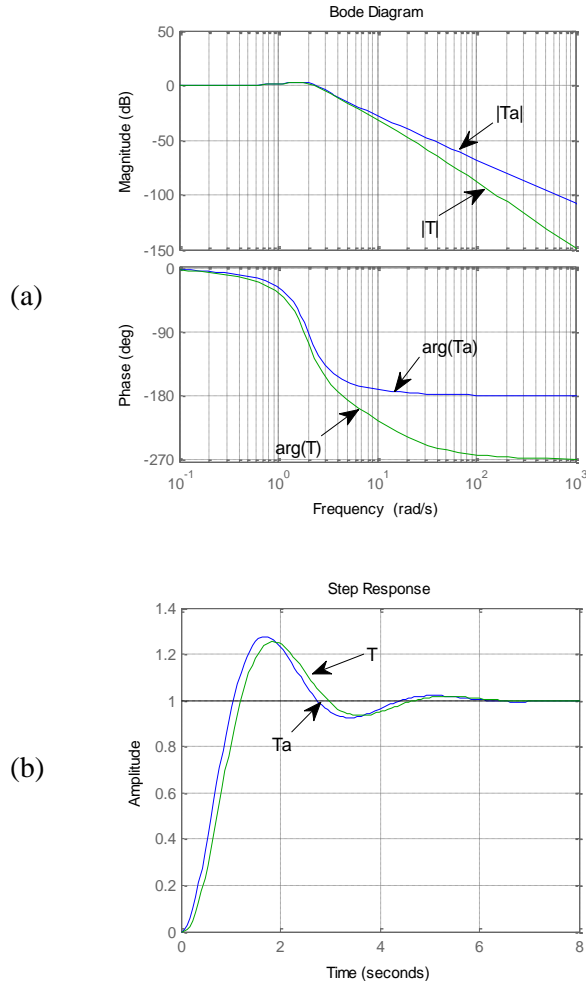 (a)
Bode Diagram
Magnitude (dB)
50
0
-50
-100
-150
|Ta|
|T|
Phase (deg)
0
-90
-180
-270
arg(Ta)
arg(T)
10^-1 10^0 10^1 10^2 10^3
Frequency (rad/s)
(b)
Step Response
Amplitude
1.4
1.2
1
0.8
0.6
0.4
0.2
0
T
Ta
0 2 4 6 8
Time (seconds)